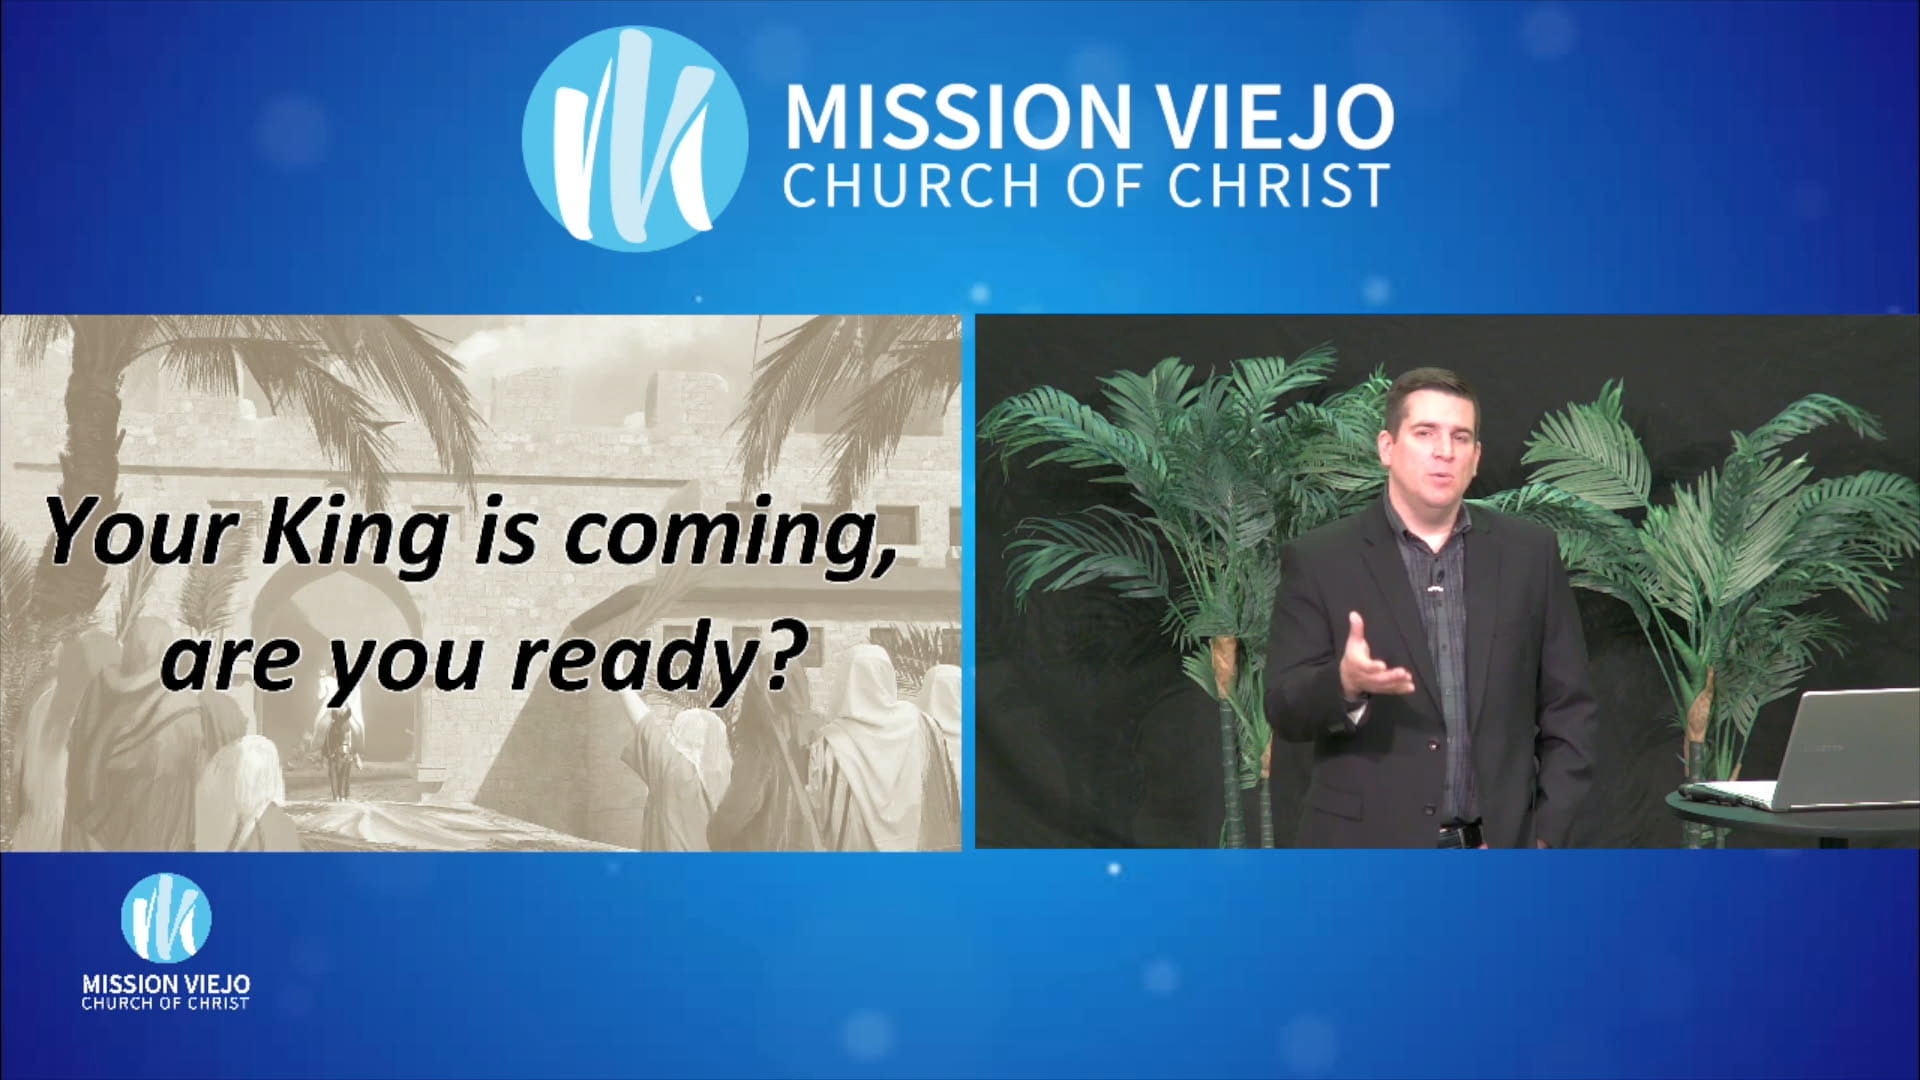 MISSION VIEJO
CHURCH OF CHRIST
Your King is coming,
are you ready?
MISSION VIEJO
CHURCH OF CHRIST